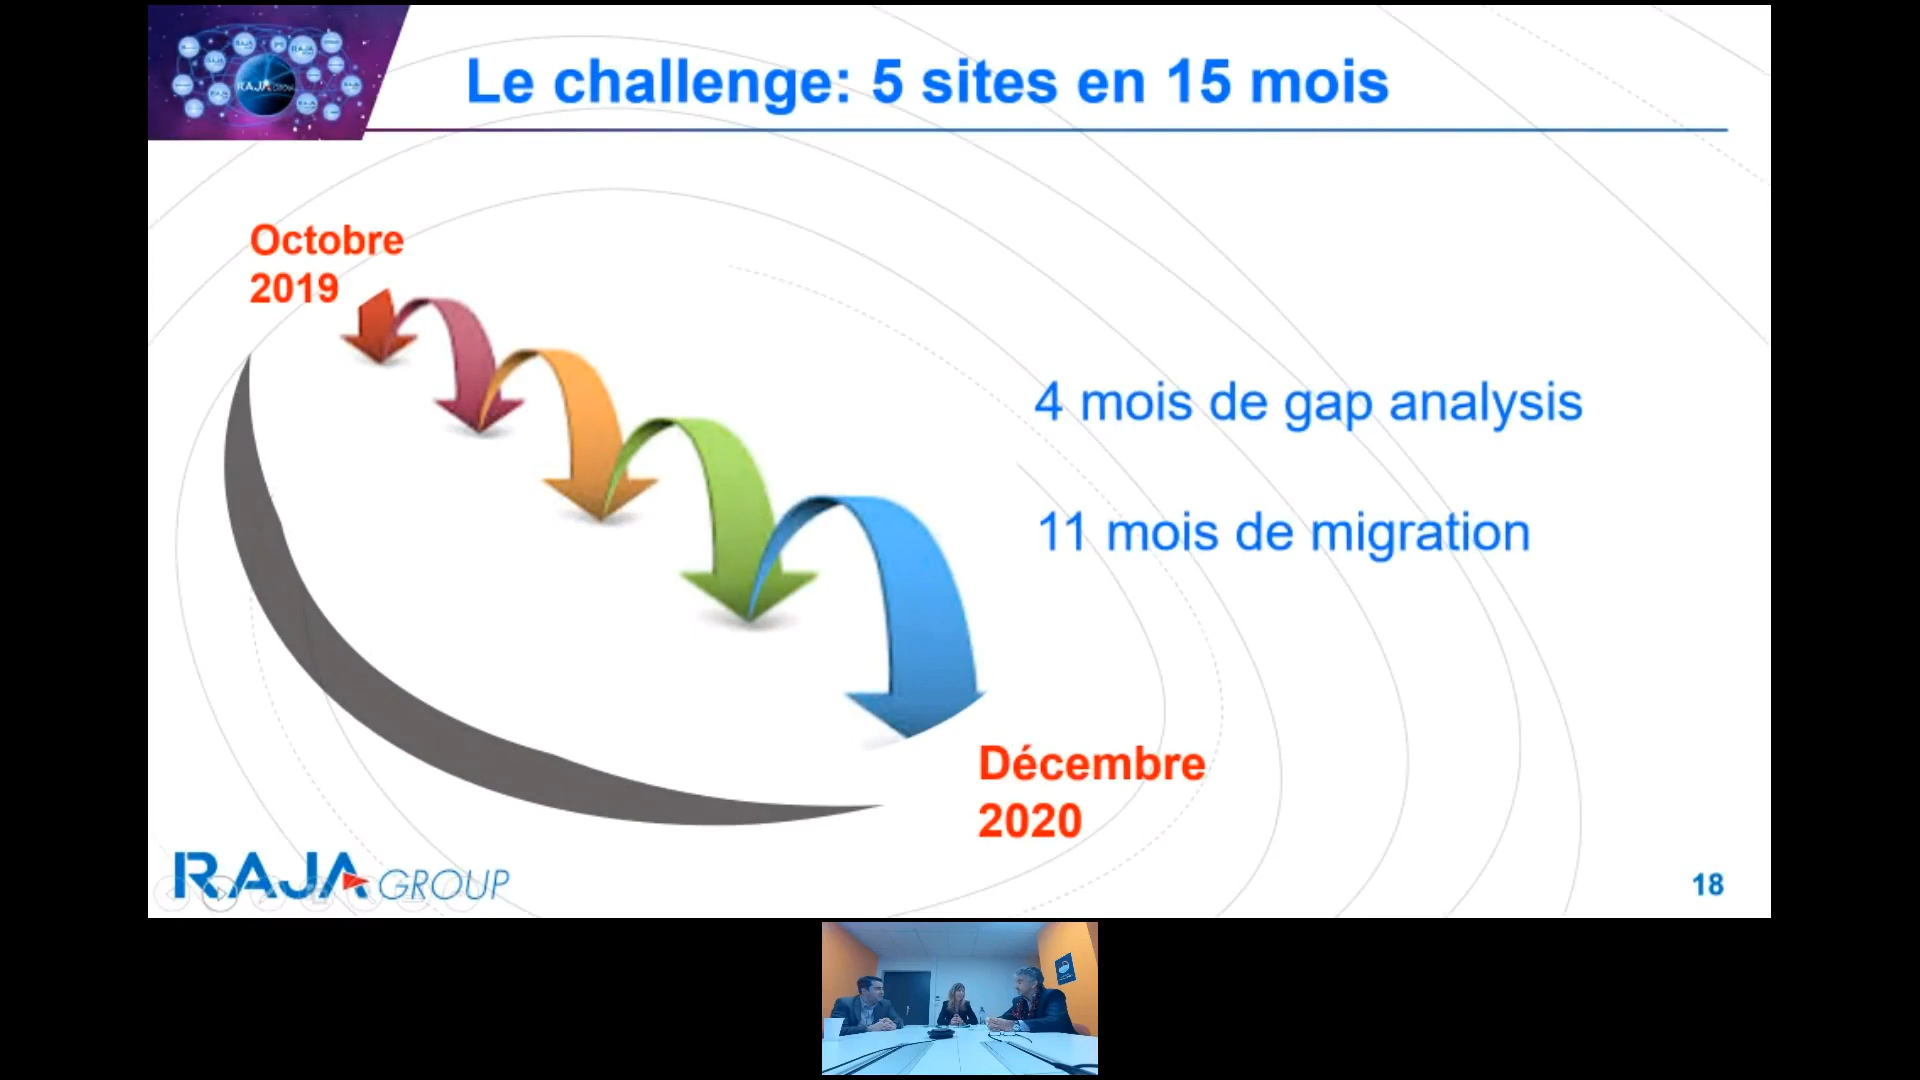 RAJA
Le challenge: 5 sites en 15 mois
Octobre
2019
4 mois de gap analysis
11 mois de migration
Décembre
2020
RAJA GROUP
18